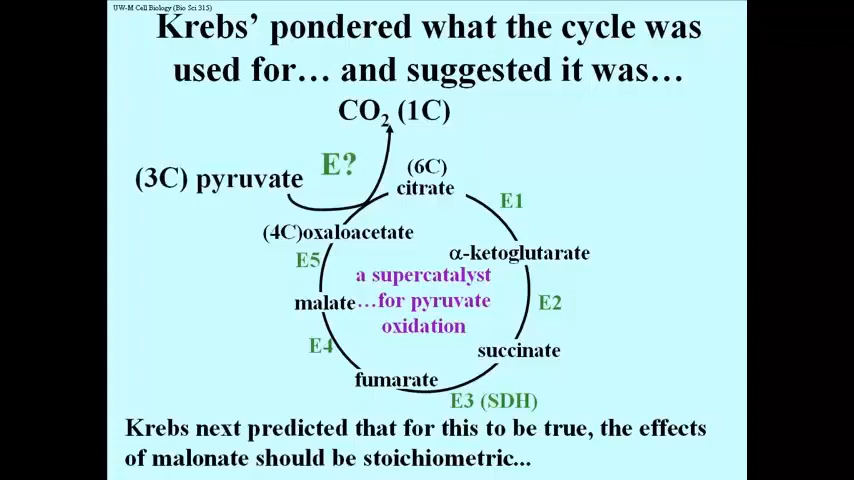 UW-M Cell Biology (Bio Sci 315)
Krebs’ pondered what the cycle was
used for… and suggested it was…
CO2 (1C)
E?
(3C) pyruvate
(6C)
citrate
E1
(4C)oxaloacetate
α-ketoglutarate
E5
a supercatalyst
…for pyruvate
oxidation
malate
E2
E4
succinate
fumarate
E3 (SDH)
Krebs next predicted that for this to be true, the effects
of malonate should be stoichiometric...